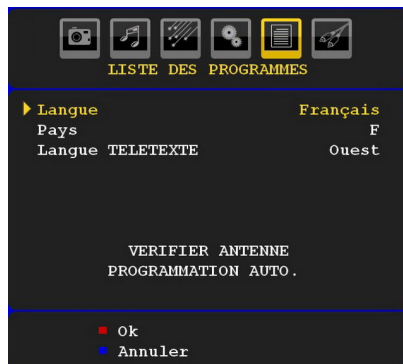 LISTE DES PROGRAMMES
Langue Français
Pays F
Langue TELETEXTE Ouest
VERIFIER ANTENNE
PROGRAMMATION AUTO.
Ok
Annuler